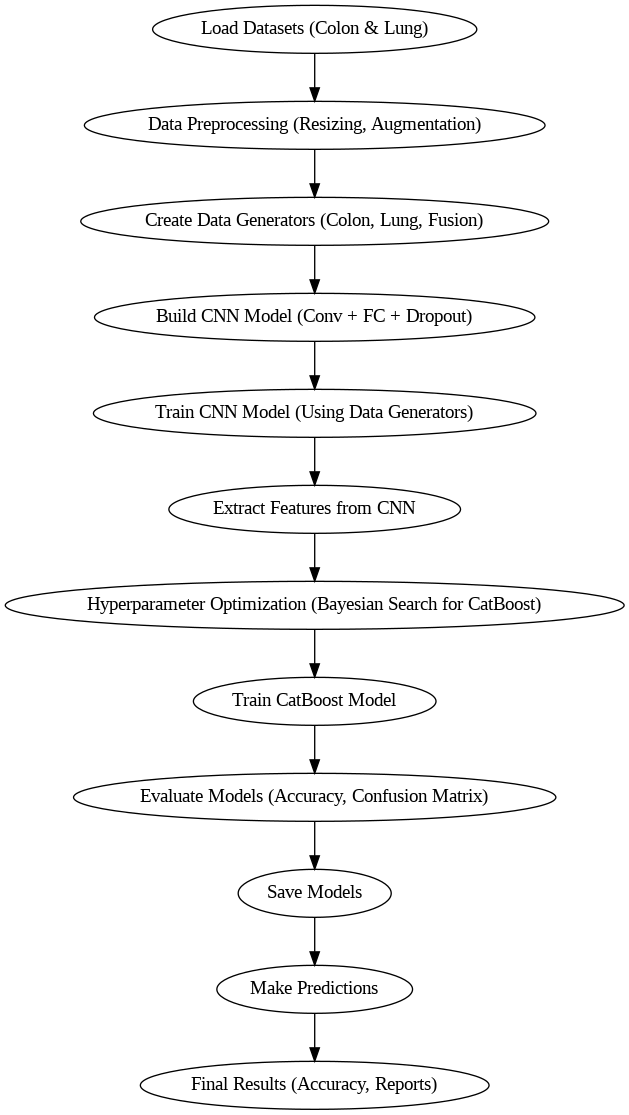 Load Datasets (Colon & Lung)
Data Preprocessing (Resizing, Augmentation)
Create Data Generators (Colon, Lung, Fusion)
Build CNN Model (Conv + FC + Dropout)
Train CNN Model (Using Data Generators)
Extract Features from CNN
Hyperparameter Optimization (Bayesian Search for CatBoost)
Train CatBoost Model
Evaluate Models (Accuracy, Confusion Matrix)
Save Models
Make Predictions
Final Results (Accuracy, Reports)